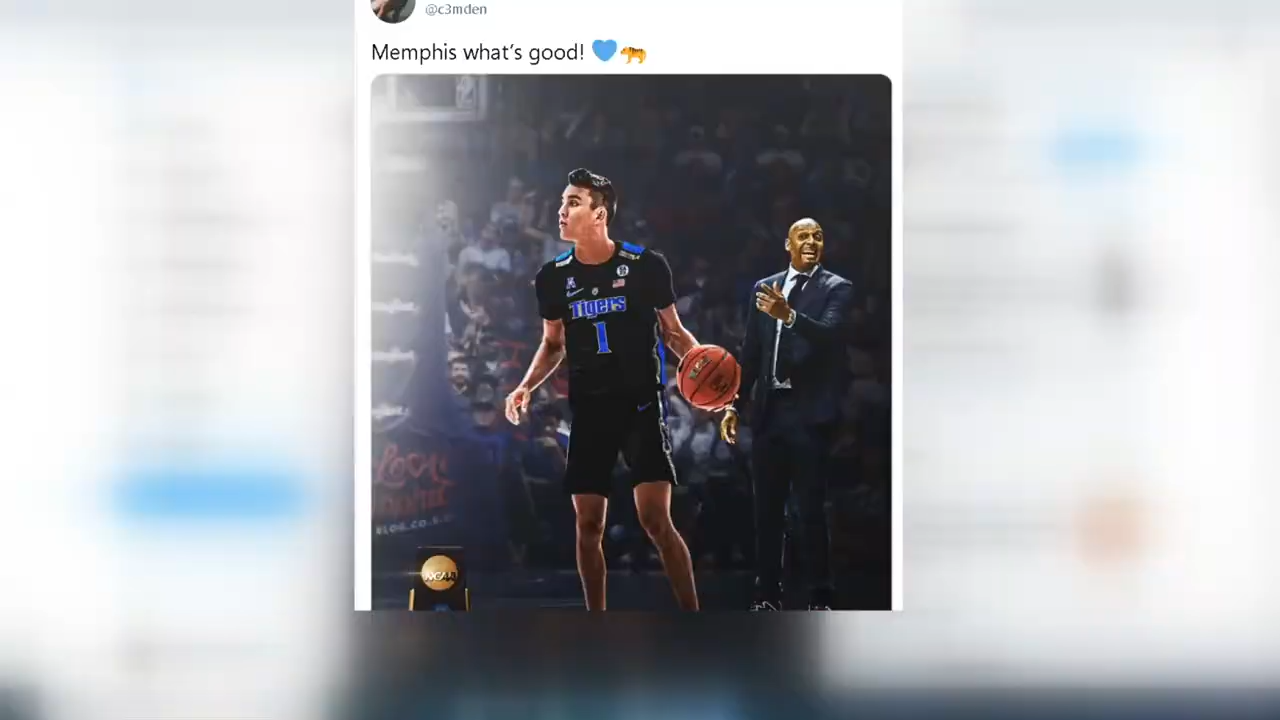 @c3mden
Memphis what's good! 💙🐅
Tigers
1
NCAA